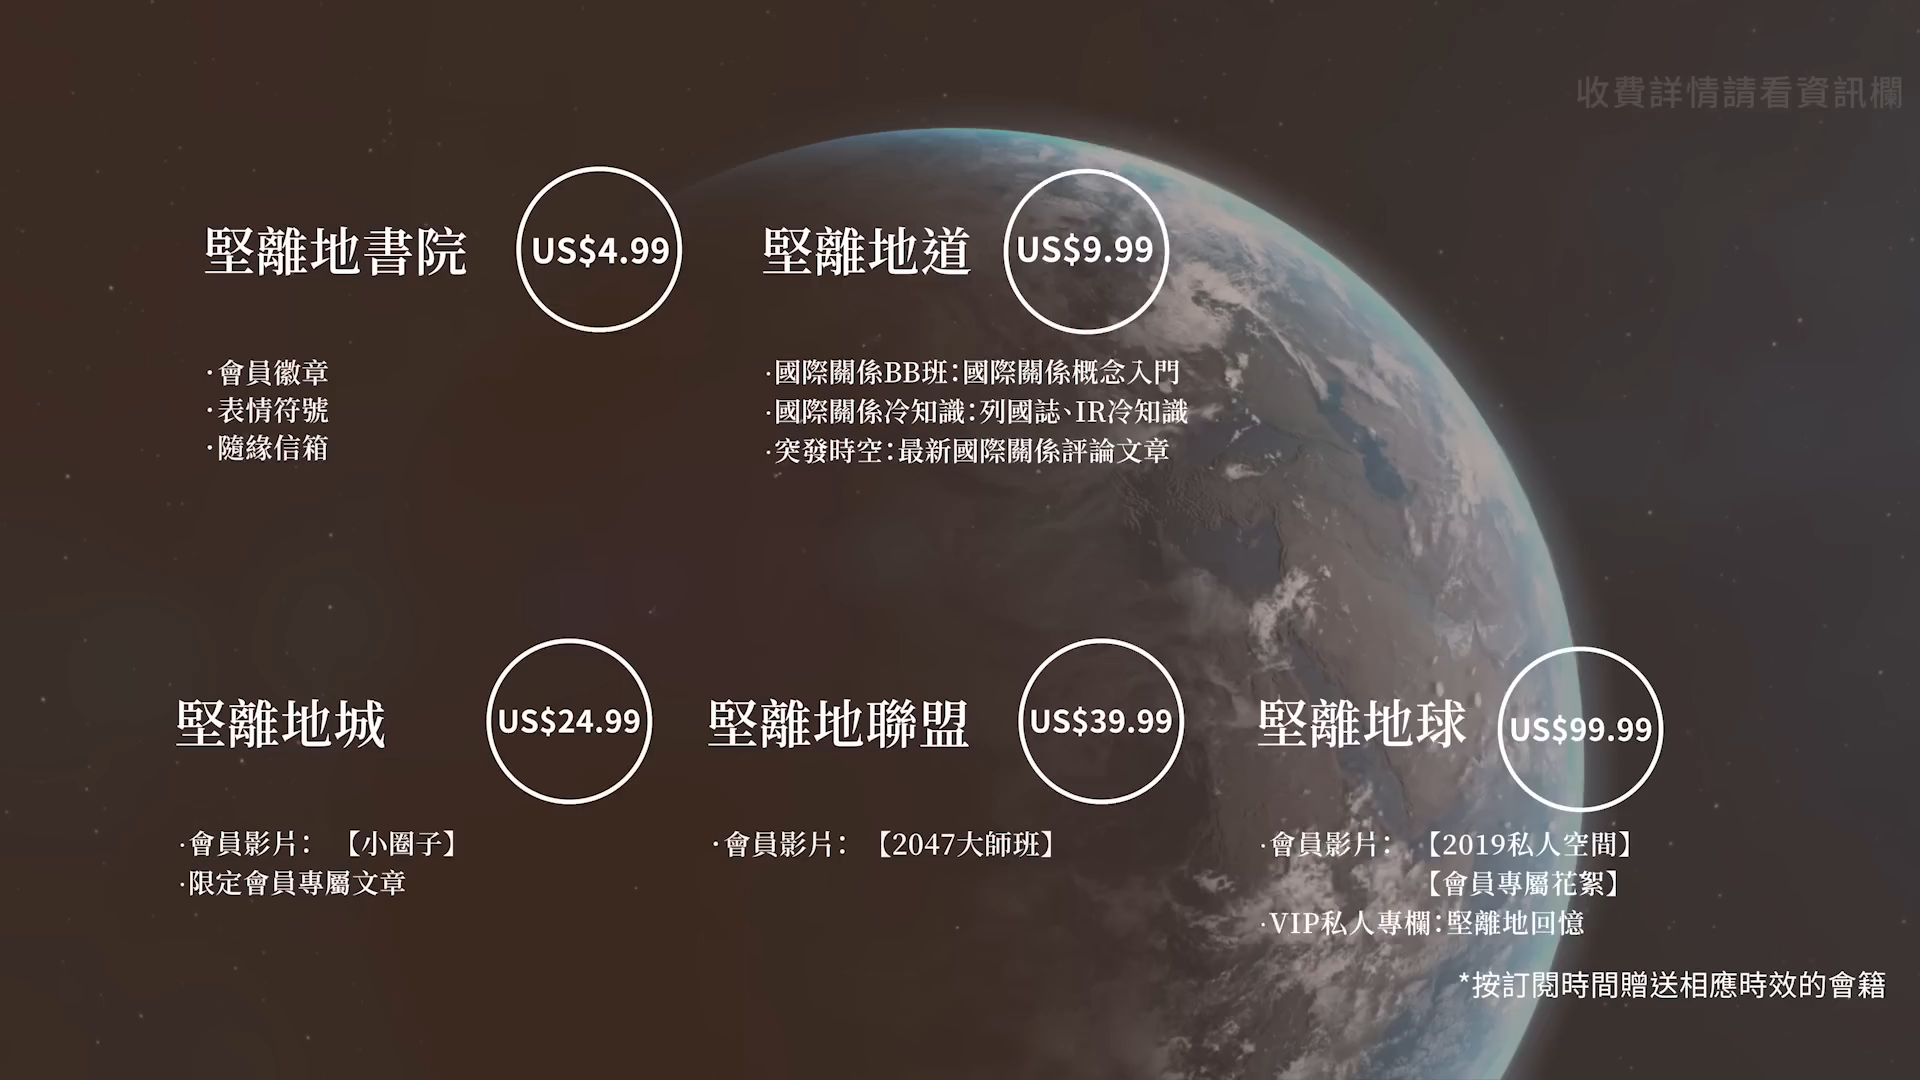 收費詳情請看資訊欄
堅離地書院
US$4.99
·會員徽章
·表情符號
·隨緣信箱
堅離地道
US$9.99
·國際關係BB班：國際關係概念入門
·國際關係冷知識：列國誌、IR冷知識
·突發時空：最新國際關係評論文章
堅離地城
US$24.99
·會員影片：【小圈子】
·限定會員專屬文章
堅離地聯盟
US$39.99
·會員影片：【2047大師班】
堅離地球
US$99.99
·會員影片：【2019私人空間】
【會員專屬花絮】
·VIP私人專欄：堅離地回憶
*按訂閱時間贈送相應時效的會籍